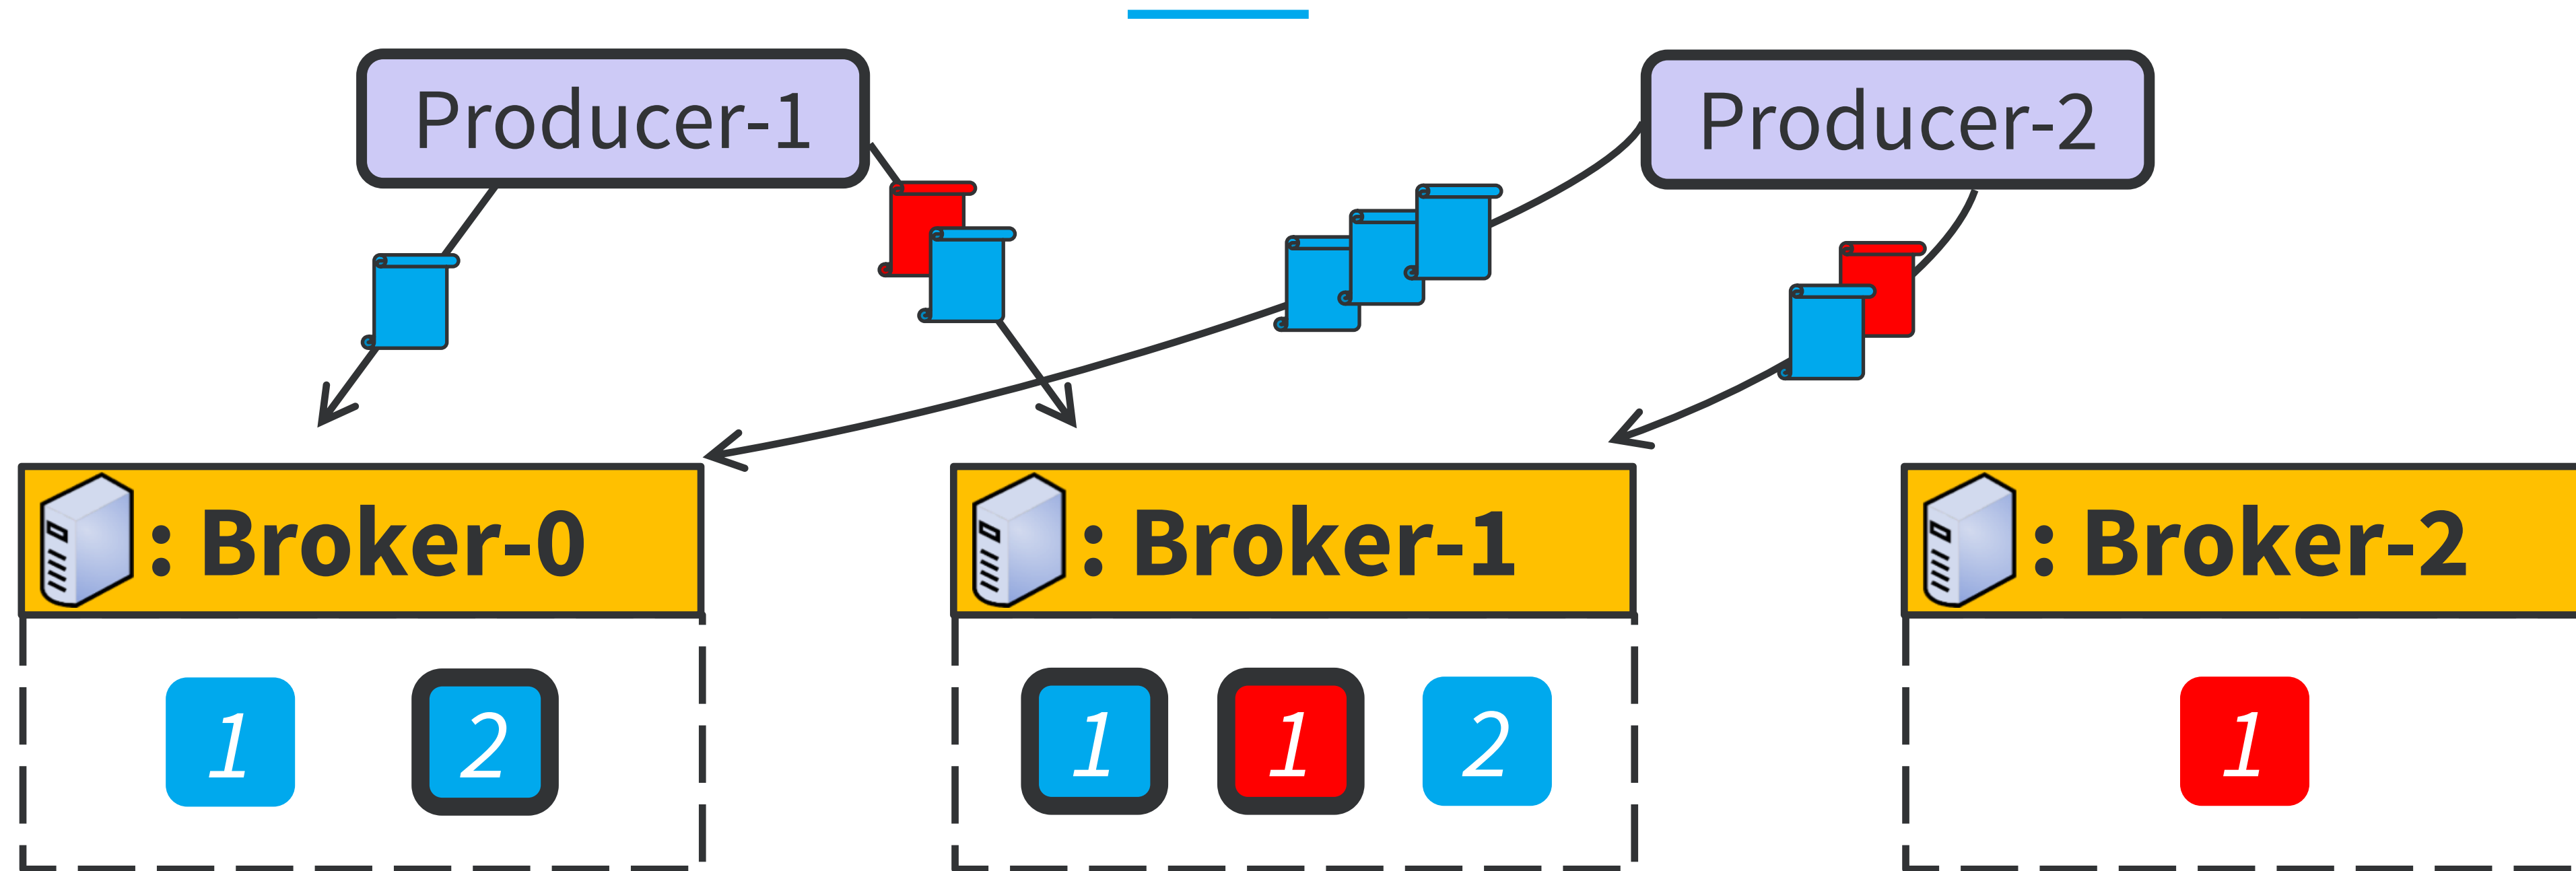 Producer-1
Producer-2
: Broker-0
: Broker-1
: Broker-2
1 2
1 1 2
1